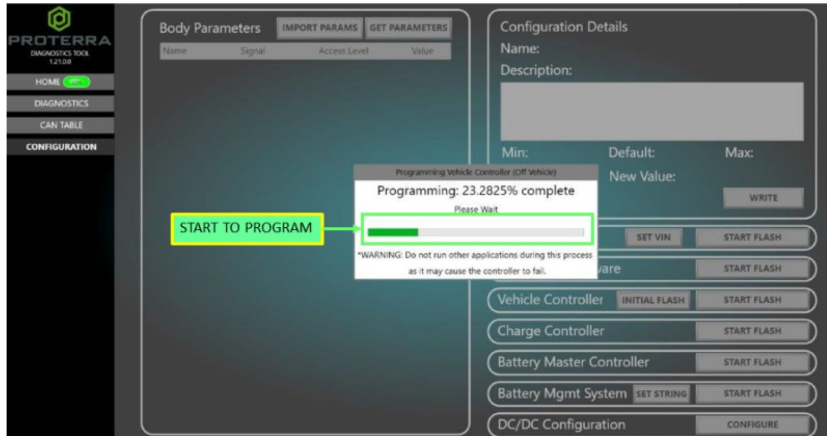 PROTERRA
DIAGNOSTICS TOOL
1.21.0.0
HOME
DIAGNOSTICS
CAN TABLE
CONFIGURATION
Body Parameters IMPORT PARAMS GET PARAMETERS
Name Signal Access Level Value
Configuration Details
Name:
Description:
Min: Default: Max:
New Value:
WRITE
Programming Vehicle Controller (Off Vehicle)
Programming: 23.2825% complete
Please Wait
*WARNING: Do not run other applications during this process
as it may cause the controller to fail.
START TO PROGRAM
SET VIN START FLASH
START FLASH
Vehicle Controller INITIAL FLASH START FLASH
Charge Controller START FLASH
Battery Master Controller START FLASH
Battery Mgmt System SET STRING START FLASH
DC/DC Configuration CONFIGURE